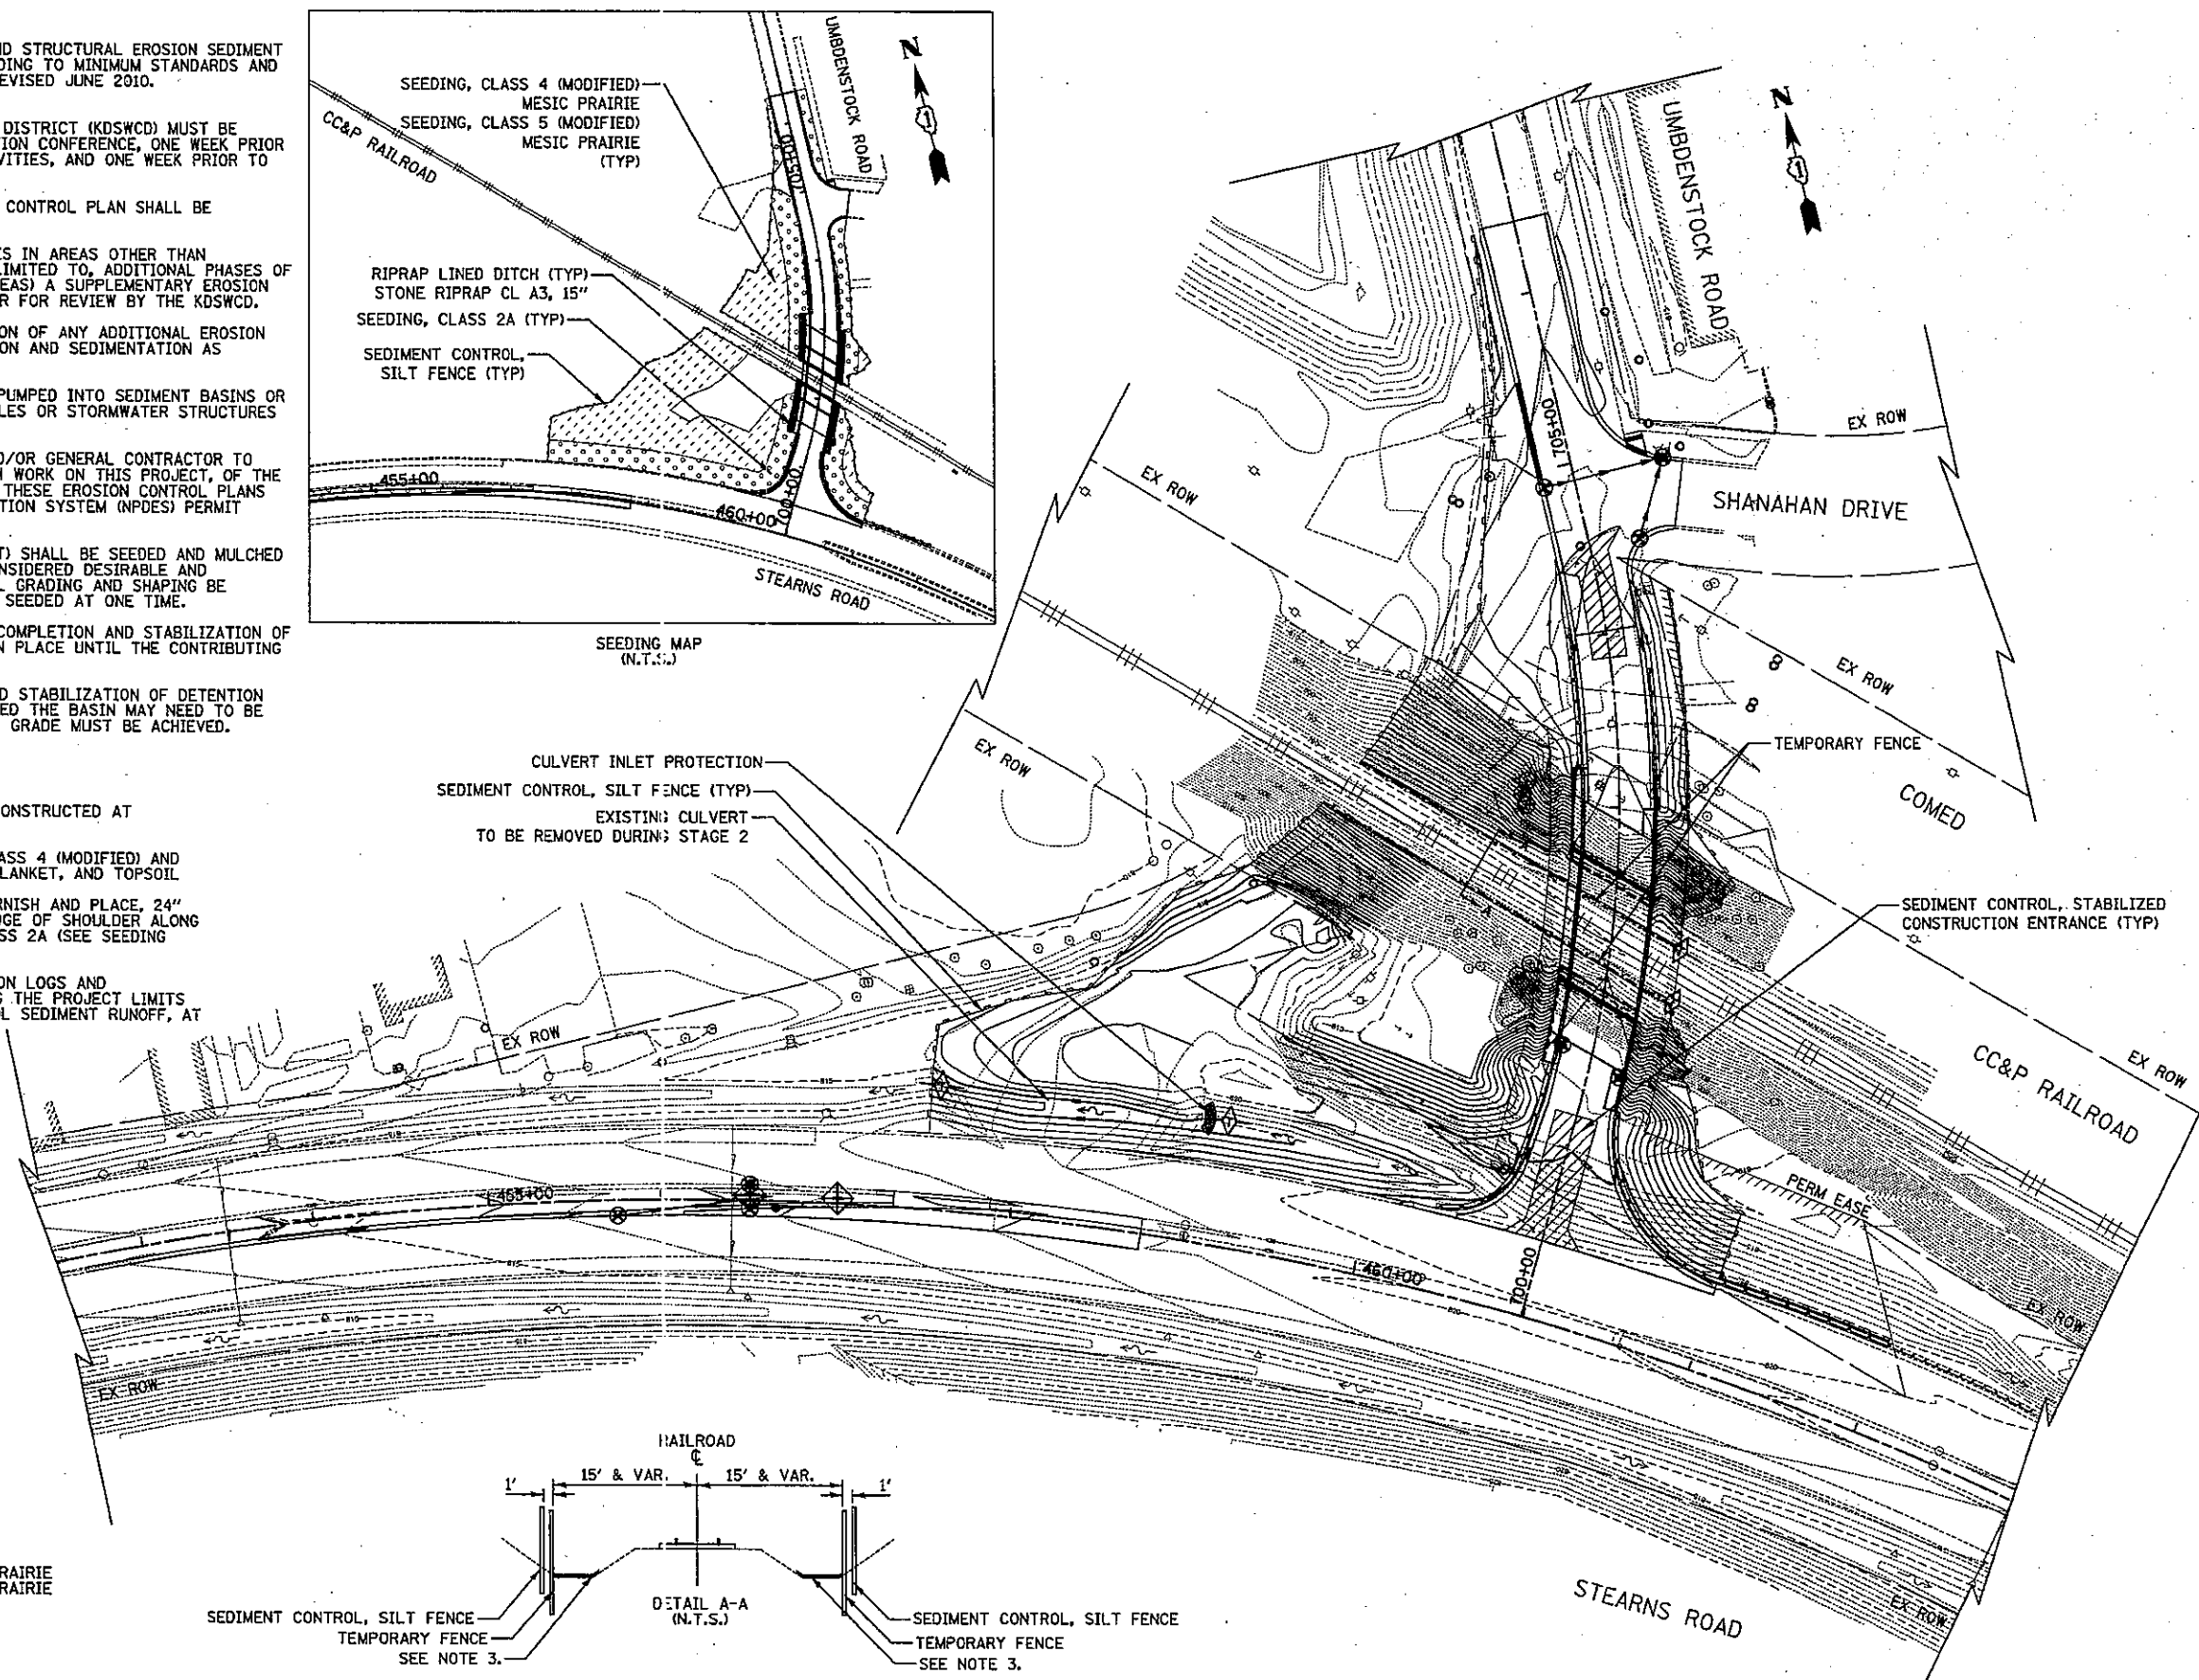 ND STRUCTURAL EROSION SEDIMENT
DING TO MINIMUM STANDARDS AND
EVISED JUNE 2010.
DISTRICT (KDSWCD) MUST BE
TION CONFERENCE, ONE WEEK PRIOR
VITIES, AND ONE WEEK PRIOR TO
CONTROL PLAN SHALL BE
ES IN AREAS OTHER THAN
LIMITED TO, ADDITIONAL PHASES OF
EAS) A SUPPLEMENTARY EROSION
R FOR REVIEW BY THE KDSWCD.
ON OF ANY ADDITIONAL EROSION
ON AND SEDIMENTATION AS
PUMPED INTO SEDIMENT BASINS OR
LES OR STORMWATER STRUCTURES
D/OR GENERAL CONTRACTOR TO
H WORK ON THIS PROJECT, OF THE
THESE EROSION CONTROL PLANS
TION SYSTEM (NPDES) PERMIT
T) SHALL BE SEEDED AND MULCHED
NSIDERED DESIRABLE AND
L GRADING AND SHAPING BE
SEEDED AT ONE TIME.
COMPLETION AND STABILIZATION OF
N PLACE UNTIL THE CONTRIBUTING
D STABILIZATION OF DETENTION
ED THE BASIN MAY NEED TO BE
GRADE MUST BE ACHIEVED.
ONSTRUCTED AT
ASS 4 (MODIFIED) AND
LANKET, AND TOPSOIL
RNISH AND PLACE, 24"
DGE OF SHOULDER ALONG
SS 2A (SEE SEEDING
ON LOGS AND
G THE PROJECT LIMITS
OL SEDIMENT RUNOFF, AT
RAIRIE
RAIRIE
SEEDING, CLASS 4 (MODIFIED)
MESIC PRAIRIE
SEEDING, CLASS 5 (MODIFIED)
MESIC PRAIRIE
(TYP)
UMBDENSTOCK ROAD
N
CC&P RAILROAD
705+00
RIPRAP LINED DITCH (TYP)
STONE RIPRAP CL A3, 15"
SEEDING, CLASS 2A (TYP)
SEDIMENT CONTROL,
SILT FENCE (TYP)
455+00
460+00
700+00
STEARNS ROAD
SEEDING MAP
(N.T.S.)
UMBDENSTOCK ROAD
N
705+00
EX ROW
SHANAHAN DRIVE
EX ROW
EX ROW
EX ROW
TEMPORARY FENCE
COMED
CULVERT INLET PROTECTION
SEDIMENT CONTROL, SILT FENCE (TYP)
EXISTING CULVERT
TO BE REMOVED DURING STAGE 2
SEDIMENT CONTROL, STABILIZED
CONSTRUCTION ENTRANCE (TYP)
EX ROW
CC&P RAILROAD
EX ROW
PERM EASE
455+00
460+00
700+00
EX ROW
EX ROW
STEARNS ROAD
EX ROW
RAILROAD
℄
1'
15' & VAR.
15' & VAR.
1'
DETAIL A-A
(N.T.S.)
SEDIMENT CONTROL, SILT FENCE
TEMPORARY FENCE
SEE NOTE 3.
SEDIMENT CONTROL, SILT FENCE
TEMPORARY FENCE
SEE NOTE 3.